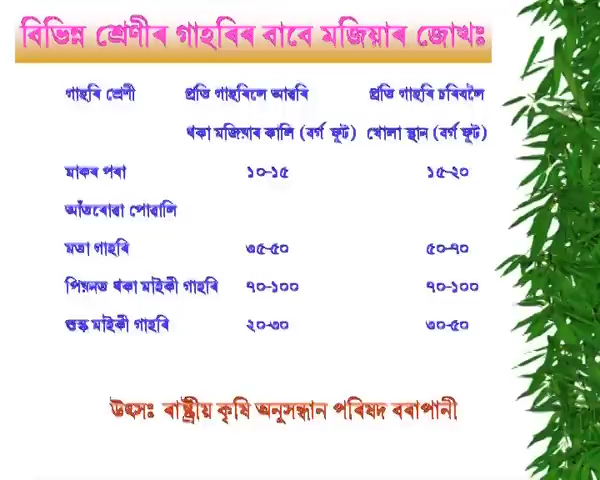 বিভিন্ন শ্ৰেণীৰ গাহৰিৰ বাবে মজিয়াৰ জোখঃ
গাহৰি শ্ৰেণী প্ৰতি গাহৰিলে আৱৰি প্ৰতি গাহৰি চৰিবলৈ
থকা মজিয়াৰ কালি (বৰ্গ ফুট) খোলা স্থান (বৰ্গ ফুট)
মাকৰ পৰা ১০-১৫ ১৫-২০
আঁতৰোৱা পোৱালি
মতা গাহৰি ৩৫-৫০ ৫০-৭০
পিয়নত থকা মাইকী গাহৰি ৭০-১০০ ৭০-১০০
শুস্ক মাইকী গাহৰি ২০-৩০ ৩০-৫০
উৎসঃ ৰাষ্ট্ৰীয় কৃষি অনুসন্ধান পৰিষদ বৰাপানী